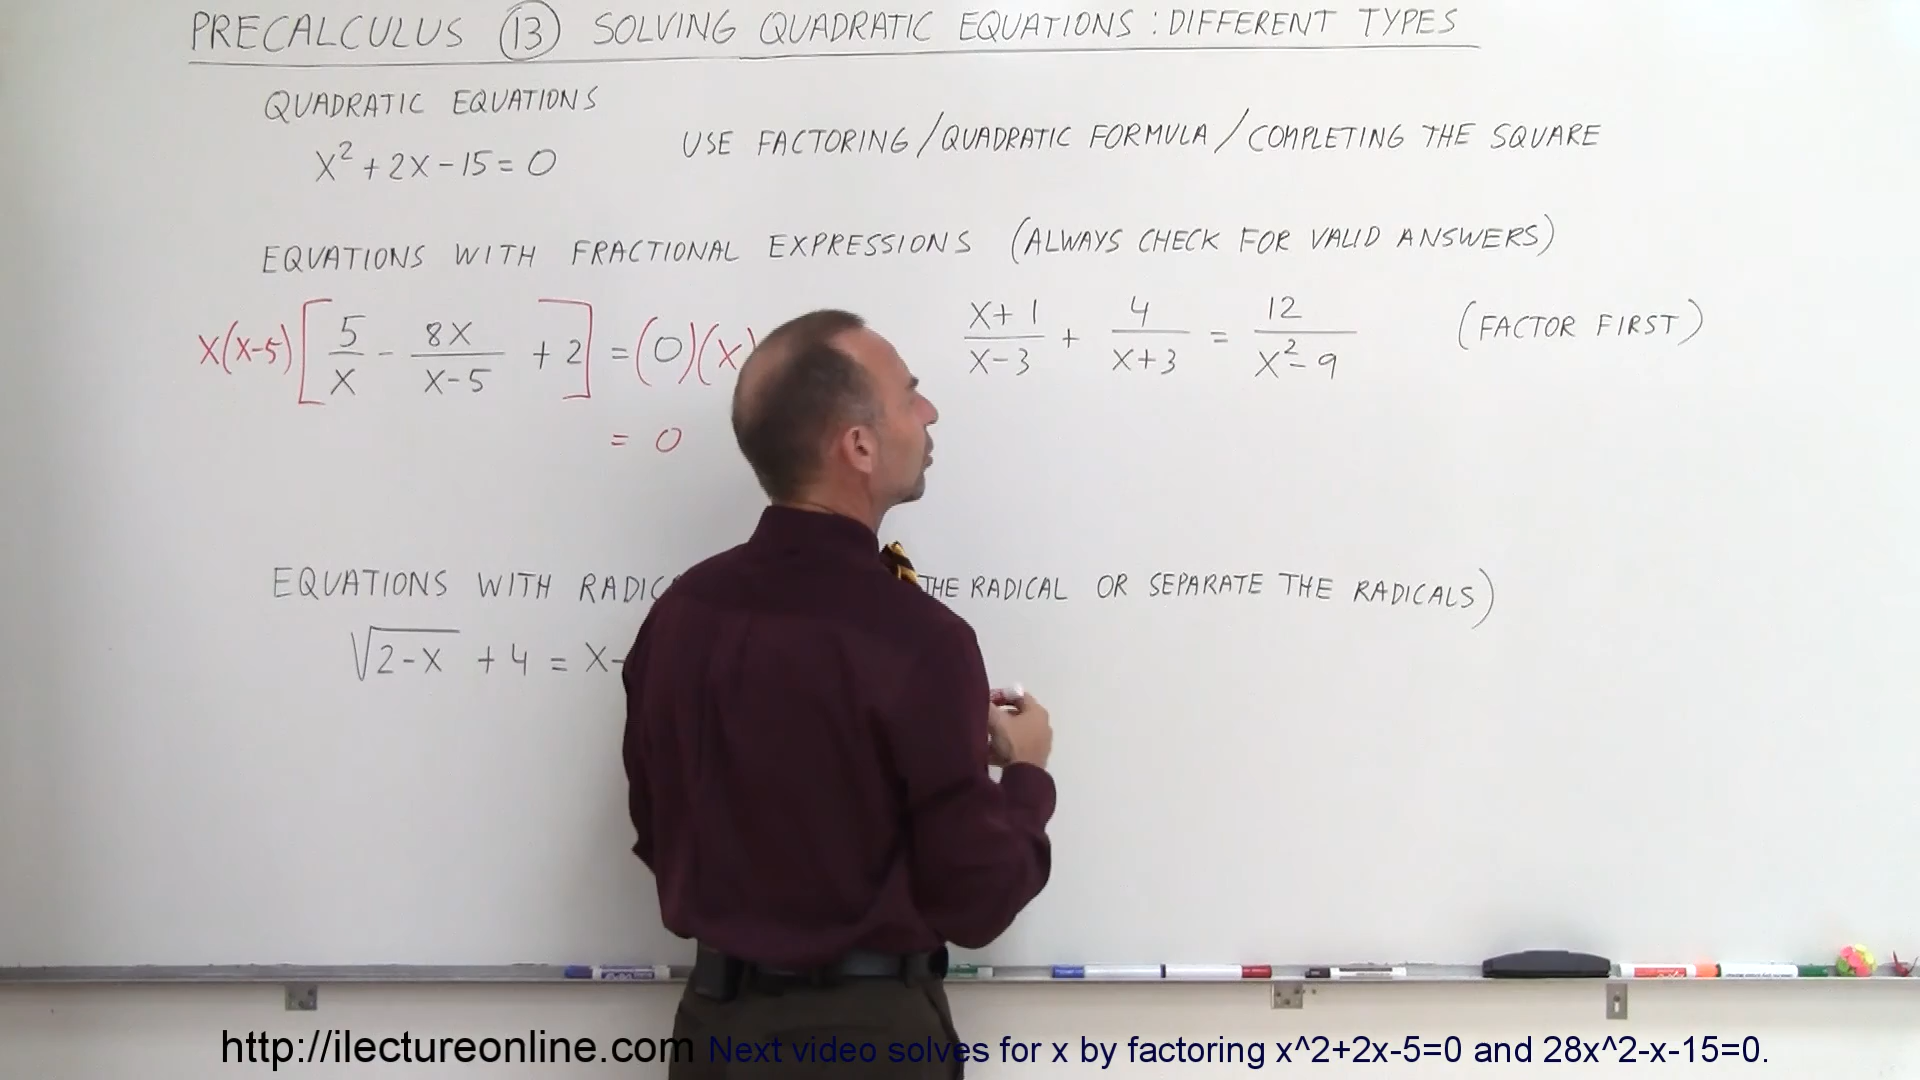 PRECALCULUS 13 SOLVING QUADRATIC EQUATIONS : DIFFERENT TYPES
QUADRATIC EQUATIONS
x² + 2x - 15 = 0
USE FACTORING / QUADRATIC FORMULA / COMPLETING THE SQUARE
EQUATIONS WITH FRACTIONAL EXPRESSIONS (ALWAYS CHECK FOR VALID ANSWERS)
x(x-5) [ 5/x - 8x/(x-5) + 2 ] = (0)(x)
= 0
(x+1)/(x-3) + 4/(x+3) = 12/(x²-9) (FACTOR FIRST)
EQUATIONS WITH THE RADICAL OR SEPARATE THE RADICALS)
√(2-x) + 4 = x-
http://ilectureonline.com Next video solves for x by factoring x^2+2x-5=0 and 28x^2-x-15=0.